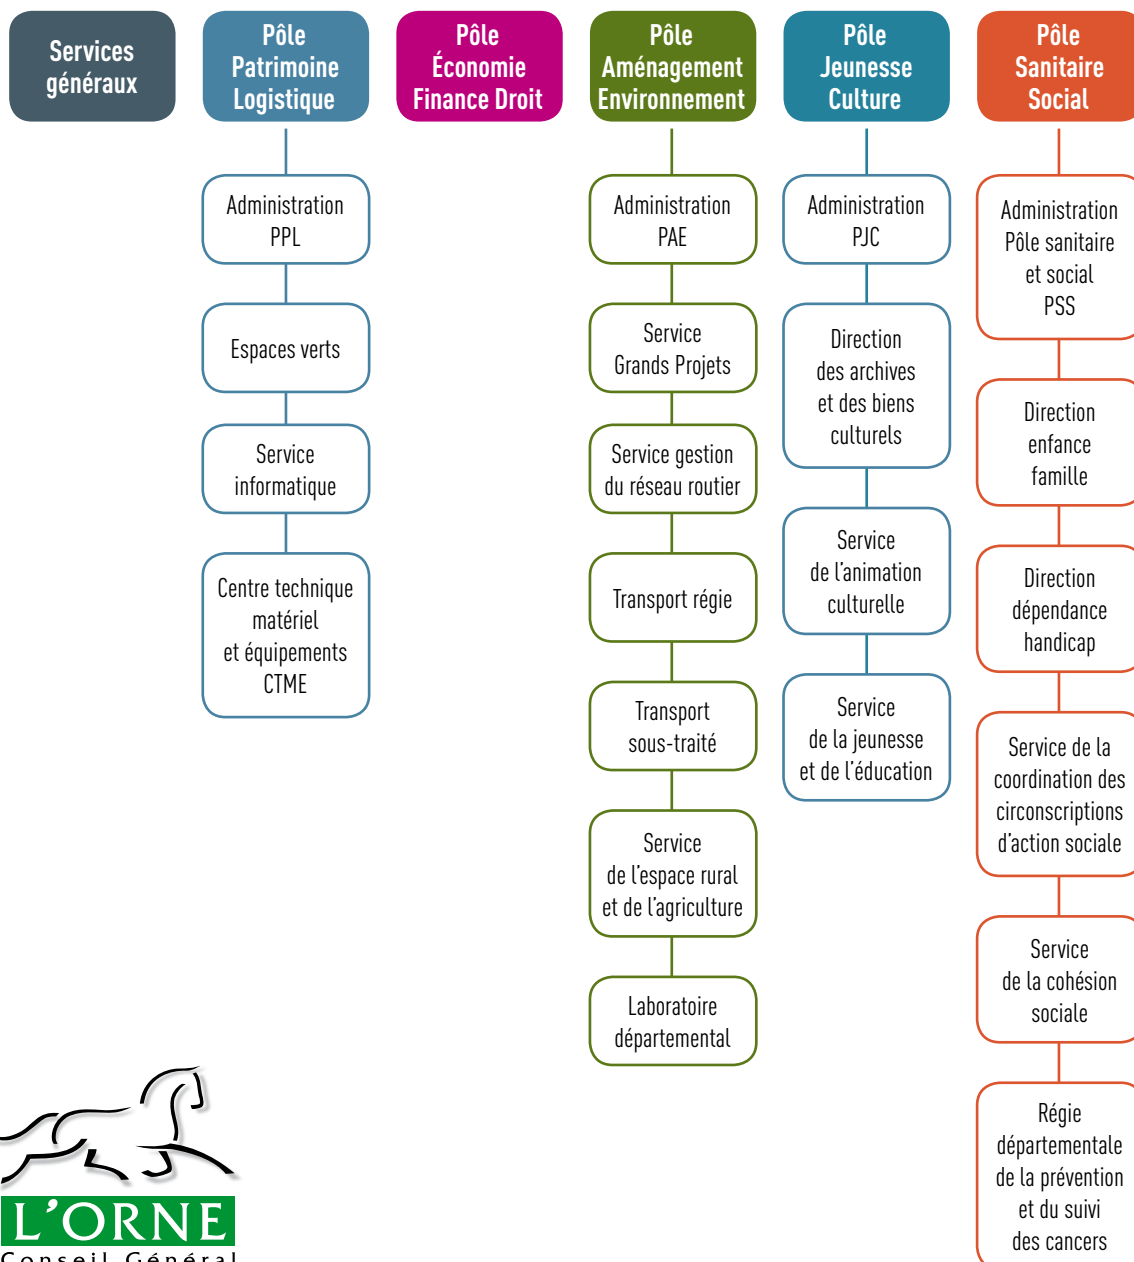 Services
généraux
Pôle
Patrimoine
Logistique
Pôle
Économie
Finance Droit
Pôle
Aménagement
Environnement
Pôle
Jeunesse
Culture
Pôle
Sanitaire
Social
Administration
PPL
Espaces verts
Service
informatique
Centre technique
matériel
et équipements
CTME
Administration
PAE
Service
Grands Projets
Service gestion
du réseau routier
Transport régie
Transport
sous-traité
Service
de l'espace rural
et de l'agriculture
Laboratoire
départemental
Administration
PJC
Direction
des archives
et des biens
culturels
Service
de l'animation
culturelle
Service
de la jeunesse
et de l'éducation
Administration
Pôle sanitaire
et social
PSS
Direction
enfance
famille
Direction
dépendance
handicap
Service de la
coordination des
circonscriptions
d'action sociale
Service
de la cohésion
sociale
Régie
départementale
de la prévention
et du suivi
des cancers
L'ORNE
Conseil Général